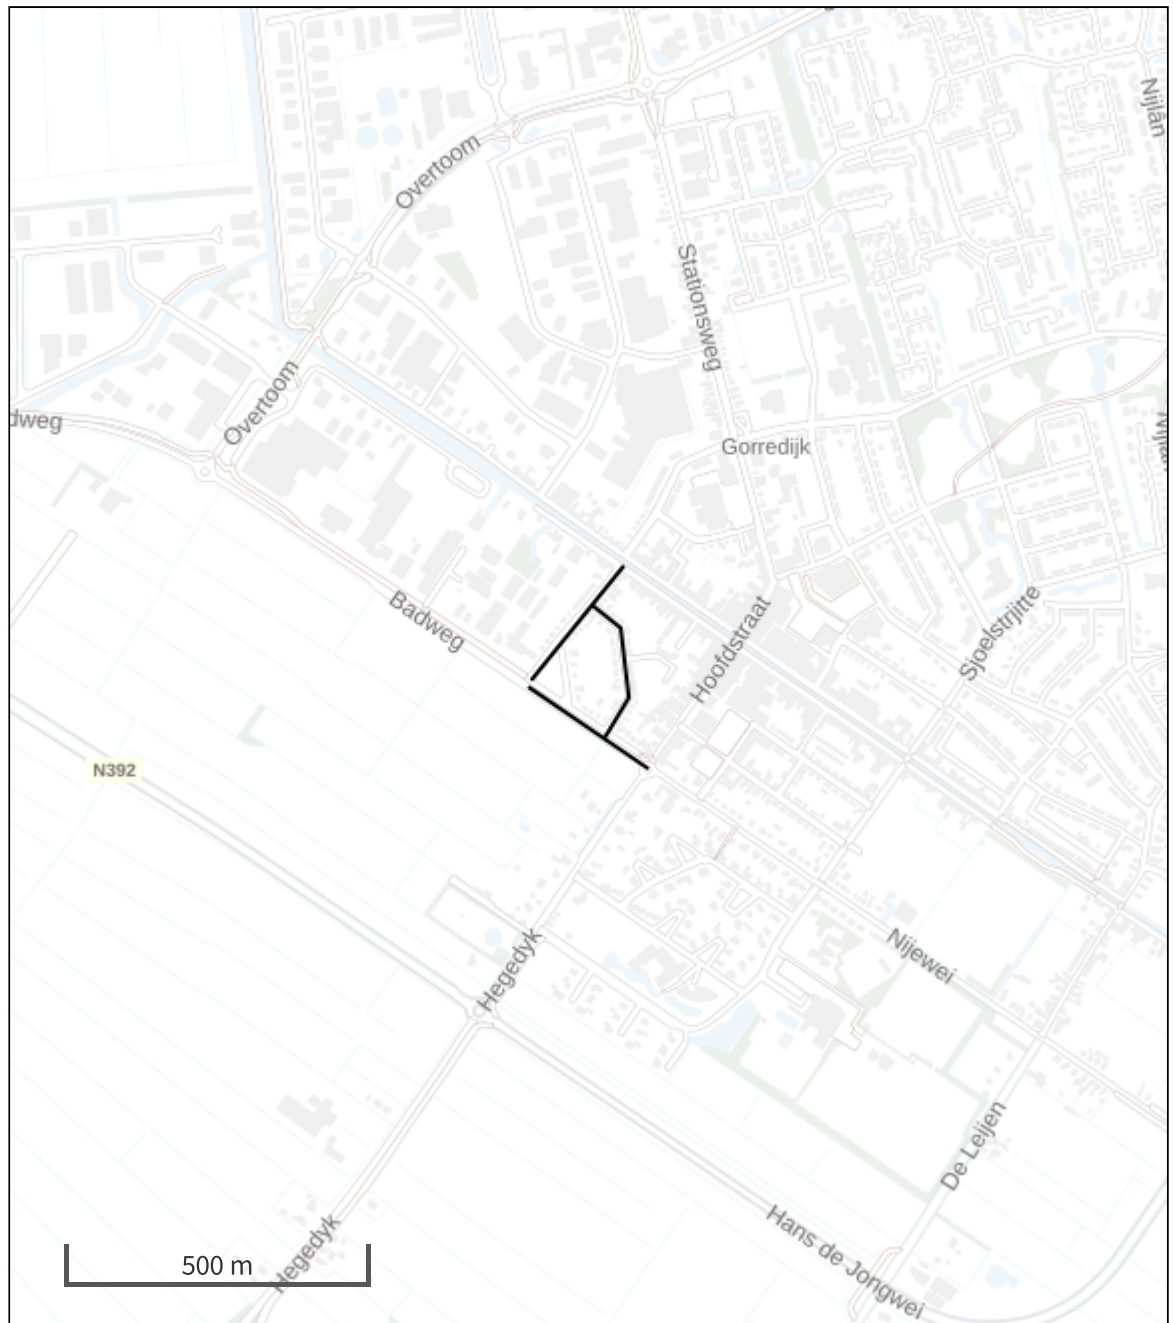 Nijlân
Overtoom
Stationsweg
Overtoom
dweg
Gorredijk
Badweg
Hoofdstraat
Sjoelstrjitte
N392
Hegedyk
Nijewei
De Leijen
Hegedyk
Hans de Jongwei
500 m